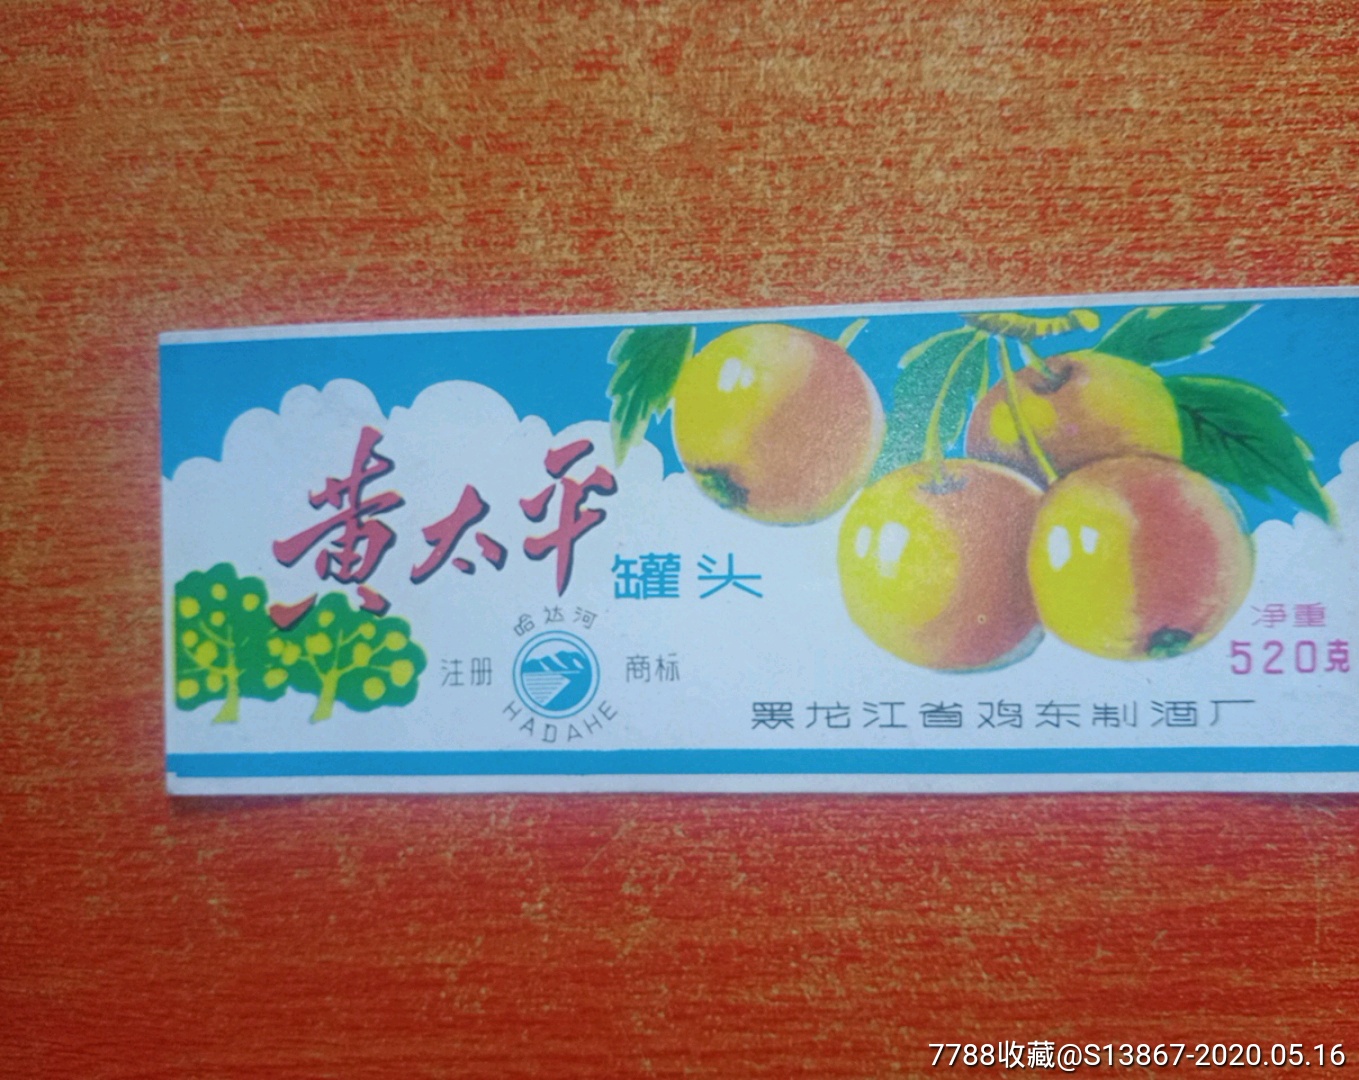 黄太平
罐头
哈达河
注册 商标
HADAHE
净重
520克
黑龙江省鸡东制酒厂
7788收藏@S13867-2020.05.16